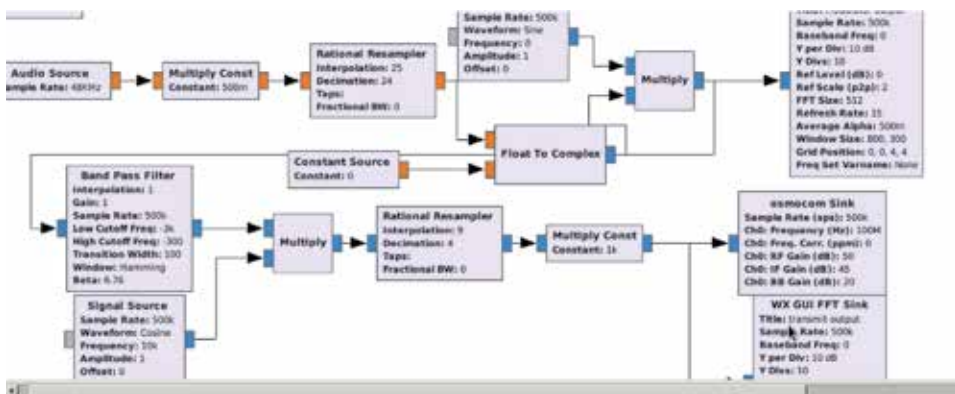 Sample Rate: 500k
Waveform: Sine
Frequency: 0
Amplitude: 1
Offset: 0
Sample Rate: 500k
Baseband Freq: 0
Y per Div: 10 dB
Y Divs: 10
Ref Level (dB): 0
Ref Scale (p2p): 2
FFT Size: 512
Refresh Rate: 15
Average Alpha: 500m
Window Size: 800, 300
Grid Position: 0, 0, 4, 4
Freq Set Varname: None
Audio Source
ample Rate: 48KHz
Multiply Const
Constant: 500m
Rational Resampler
Interpolation: 25
Decimation: 24
Taps:
Fractional BW: 0
Multiply
Float To Complex
Constant Source
Constant: 0
Band Pass Filter
Interpolation: 1
Gain: 1
Sample Rate: 500k
Low Cutoff Freq: -3k
High Cutoff Freq: -300
Transition Width: 100
Window: Hamming
Beta: 6.76
Multiply
Rational Resampler
Interpolation: 9
Decimation: 4
Taps:
Fractional BW: 0
Multiply Const
Constant: 1k
osmocom Sink
Sample Rate (sps): 500k
Ch0: Frequency (Hz): 100M
Ch0: Freq. Corr. (ppm): 0
Ch0: RF Gain (dB): 50
Ch0: IF Gain (dB): 45
Ch0: BB Gain (dB): 20
Signal Source
Sample Rate: 500k
Waveform: Cosine
Frequency: 10k
Amplitude: 1
Offset: 0
WX GUI FFT Sink
Title: transmit output
Sample Rate: 500k
Baseband Freq: 0
Y per Div: 10 dB
Y Divs: 10